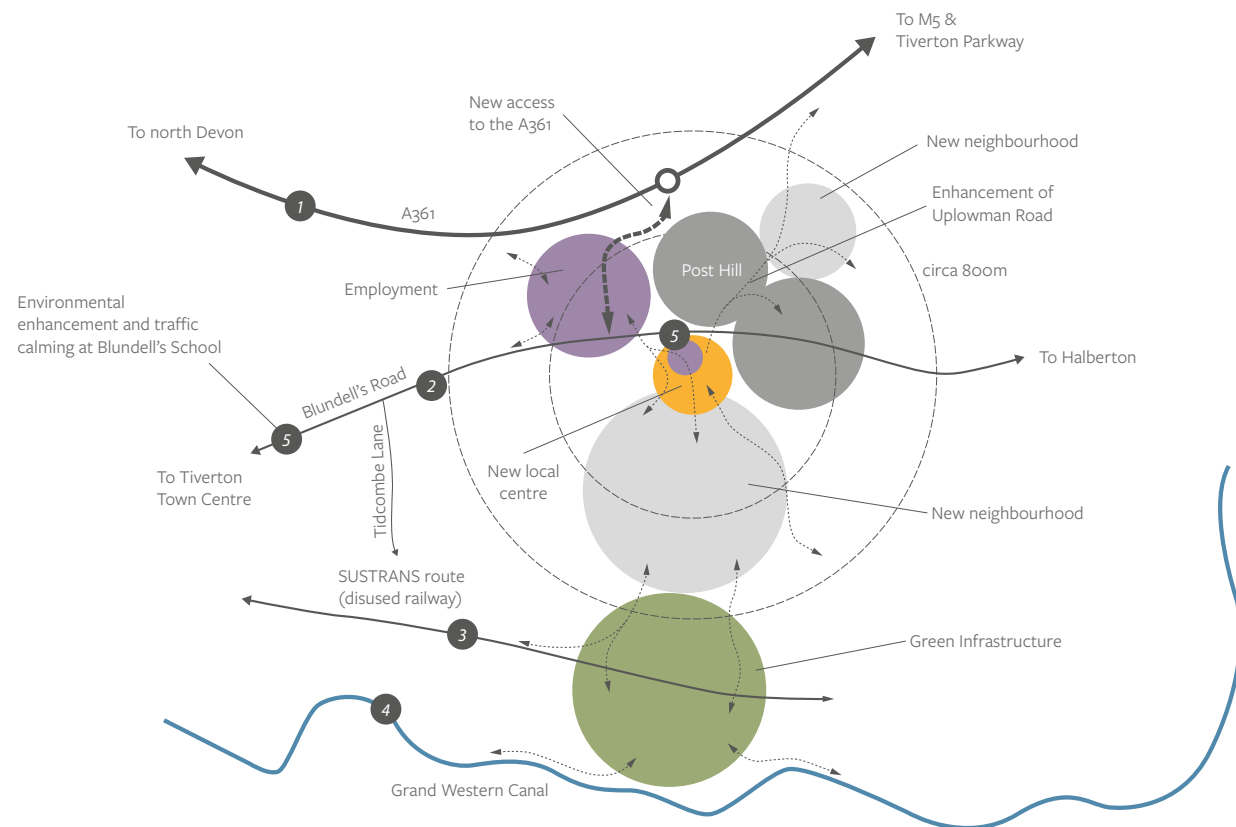 To M5 &
Tiverton Parkway
New access
to the A361
To north Devon
New neighbourhood
1
Enhancement of
Uplowman Road
A361
Post Hill
circa 800m
Employment
Environmental
enhancement and traffic
calming at Blundell's School
5
To Halberton
Blundell's Road
2
5
To Tiverton
Town Centre
Tidcombe Lane
New local
centre
New neighbourhood
SUSTRANS route
(disused railway)
3
Green Infrastructure
4
Grand Western Canal